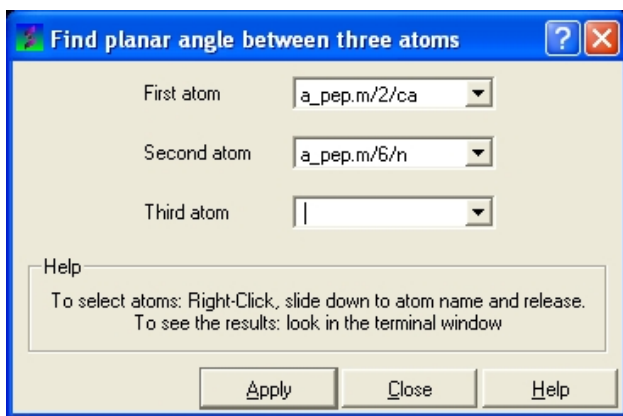 Find planar angle between three atoms
First atom a_pep.m/2/ca
Second atom a_pep.m/6/n
Third atom
Help
To select atoms: Right-Click, slide down to atom name and release.
To see the results: look in the terminal window
Apply Close Help